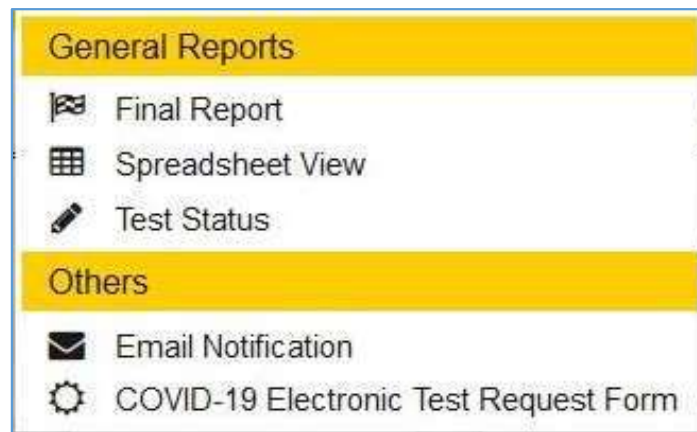 General Reports
Final Report
Spreadsheet View
Test Status
Others
Email Notification
COVID-19 Electronic Test Request Form